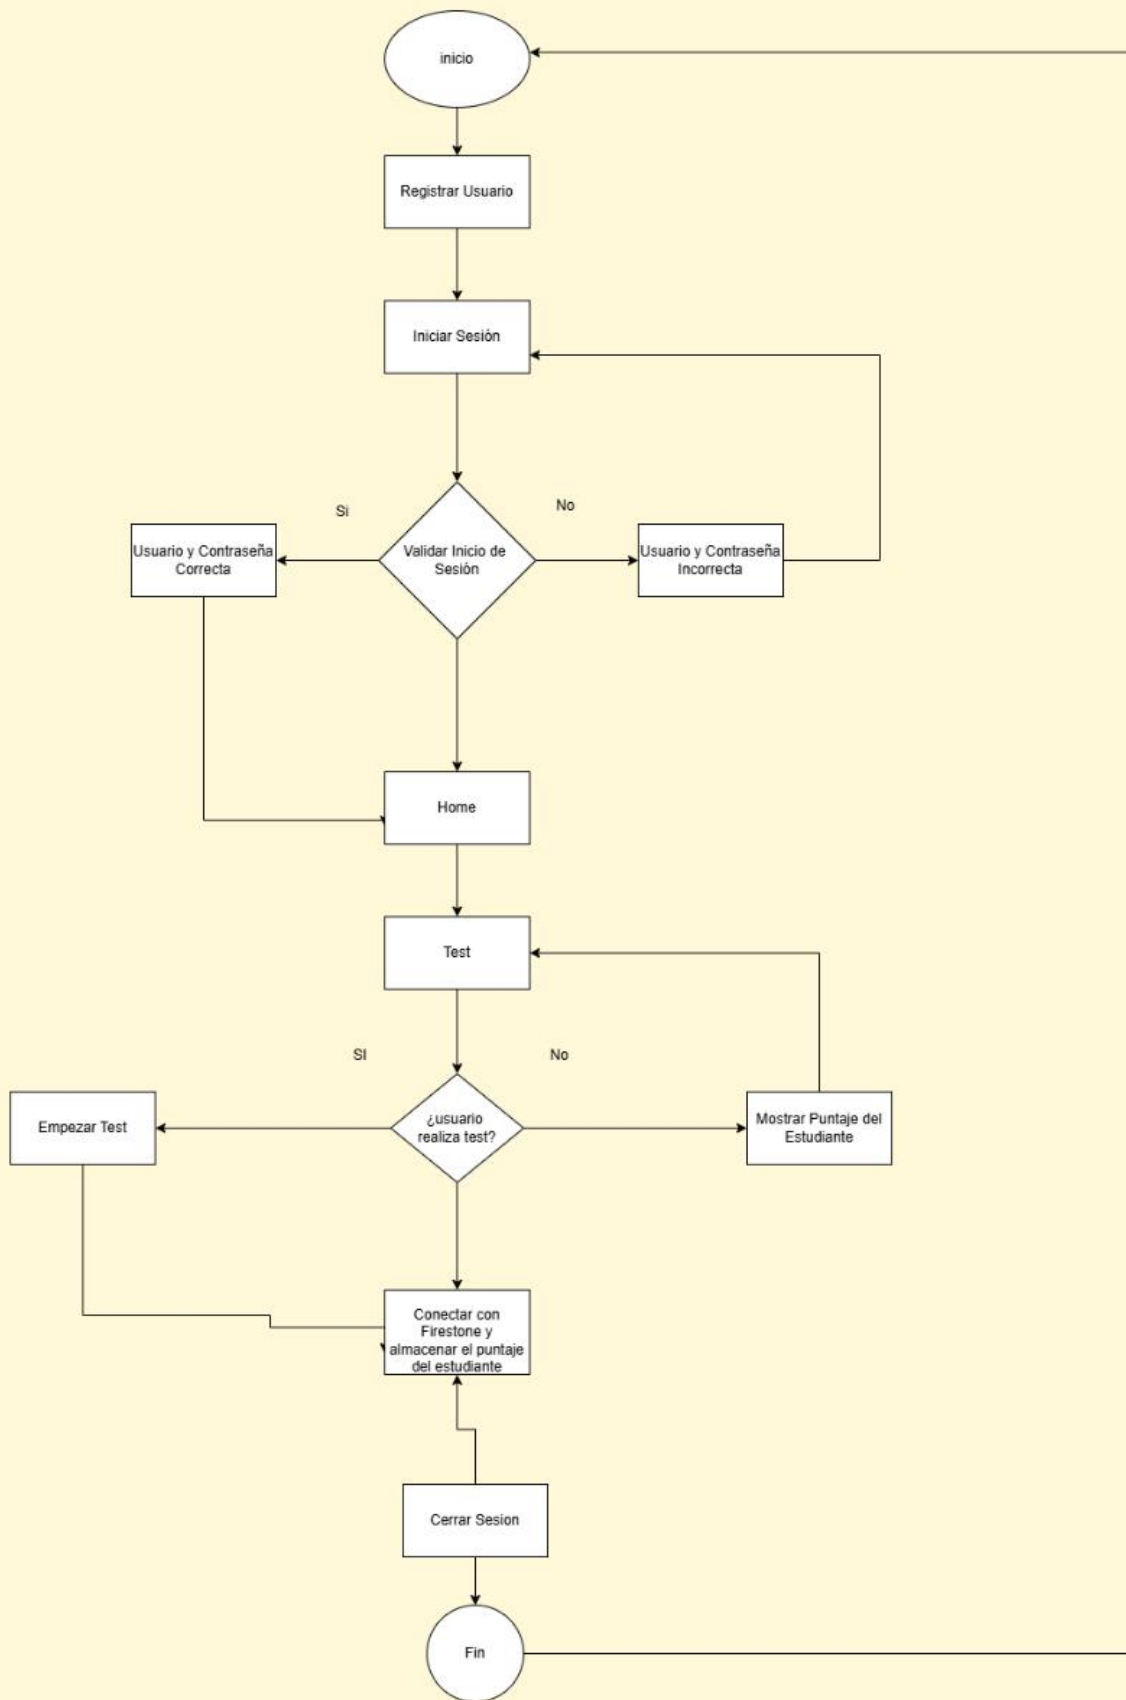 inicio
Registrar Usuario
Iniciar Sesión
Si
No
Usuario y Contraseña
Correcta
Validar Inicio de
Sesión
Usuario y Contraseña
Incorrecta
Home
Test
SI
No
Empezar Test
¿usuario
realiza test?
Mostrar Puntaje del
Estudiante
Conectar con
Firestone y
almacenar el puntaje
del estudiante
Cerrar Sesion
Fin